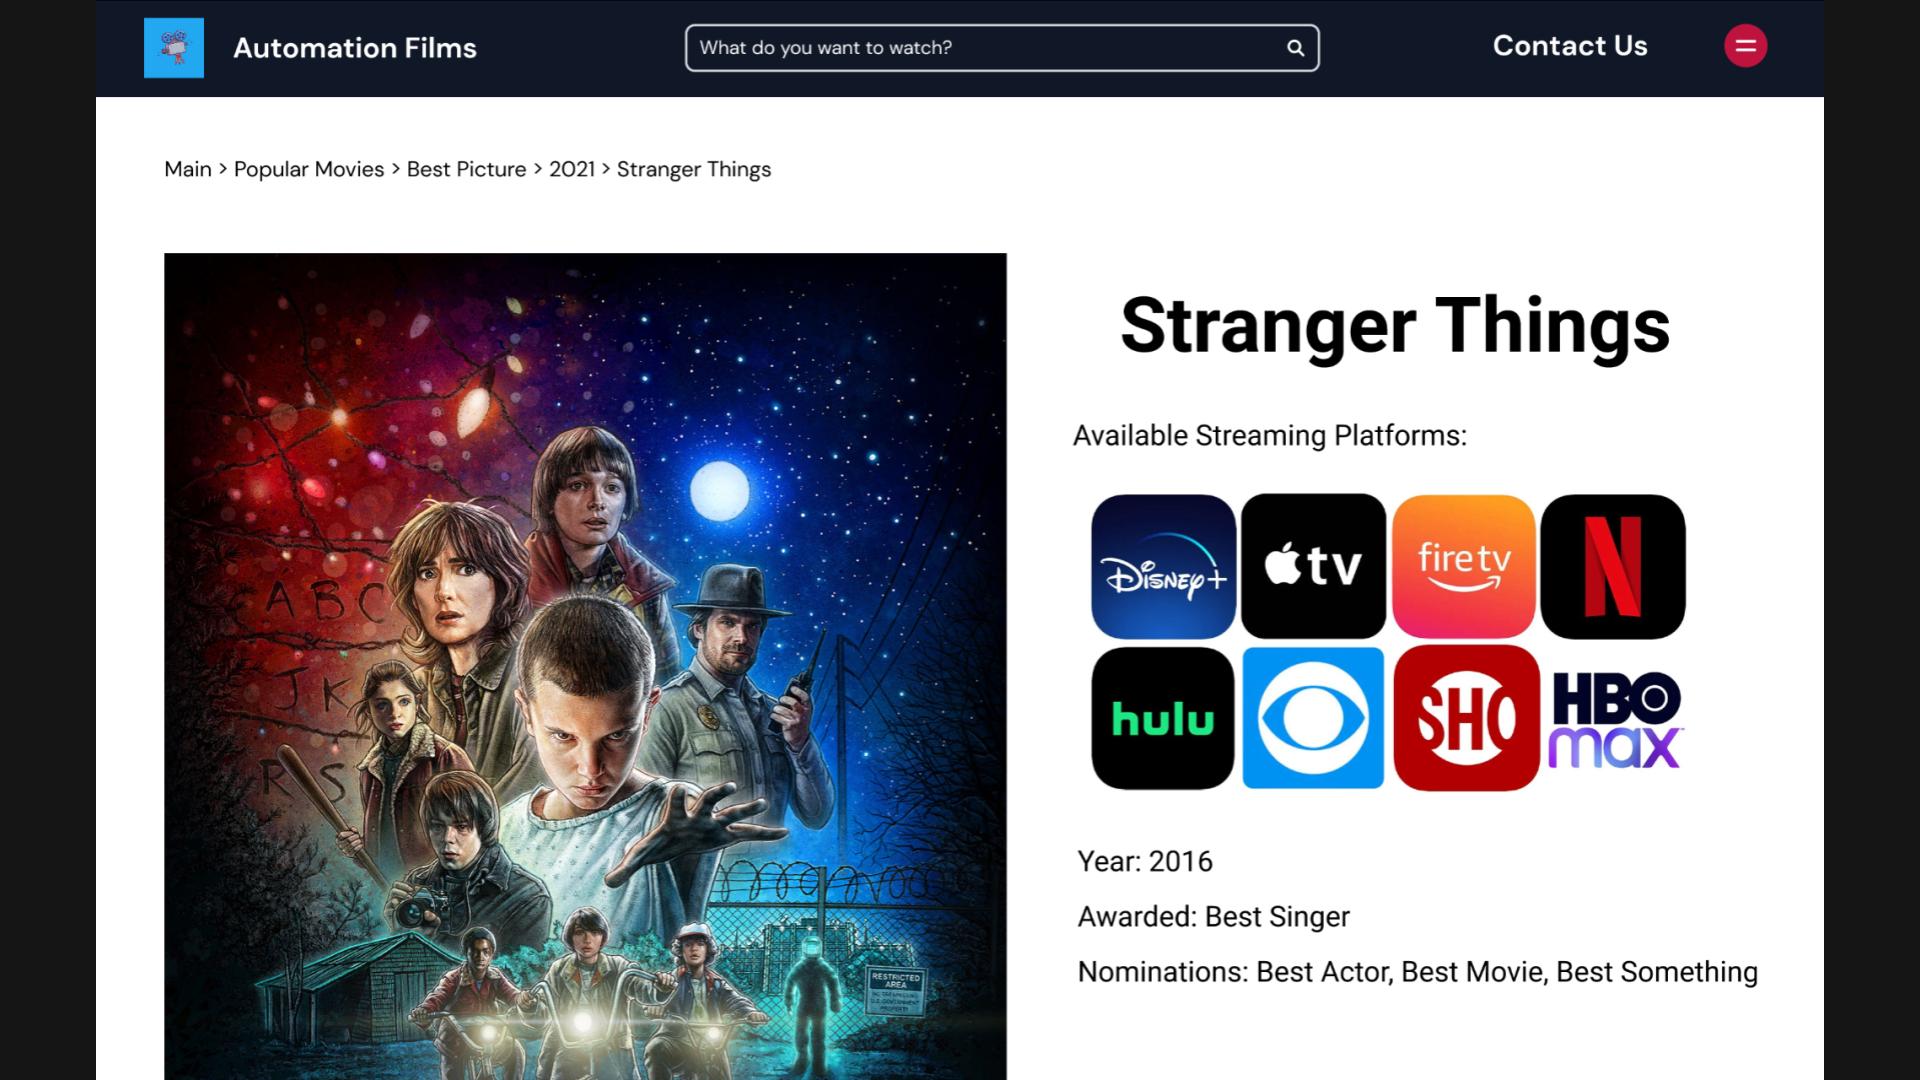 Automation Films
What do you want to watch?
Contact Us
Main > Popular Movies > Best Picture > 2021 > Stranger Things
Stranger Things
Available Streaming Platforms:
Disney+
tv
fire tv
N
hulu
SHO
HBO
max
A B C
J K
R S
RESTRICTED
AREA
Year: 2016
Awarded: Best Singer
Nominations: Best Actor, Best Movie, Best Something